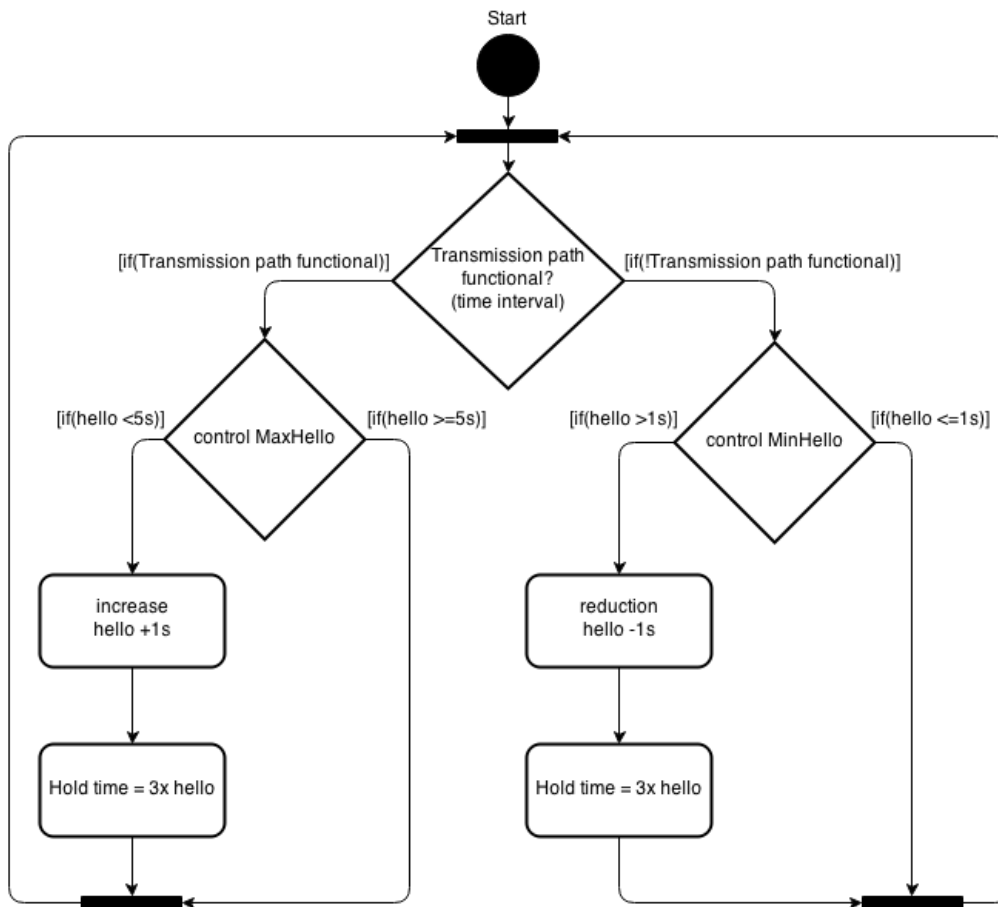 Start
[if(Transmission path functional)]
Transmission path
functional?
(time interval)
[if(!Transmission path functional)]
[if(hello <5s)]
control MaxHello
[if(hello >=5s)]
[if(hello >1s)]
control MinHello
[if(hello <=1s)]
increase
hello +1s
reduction
hello -1s
Hold time = 3x hello
Hold time = 3x hello